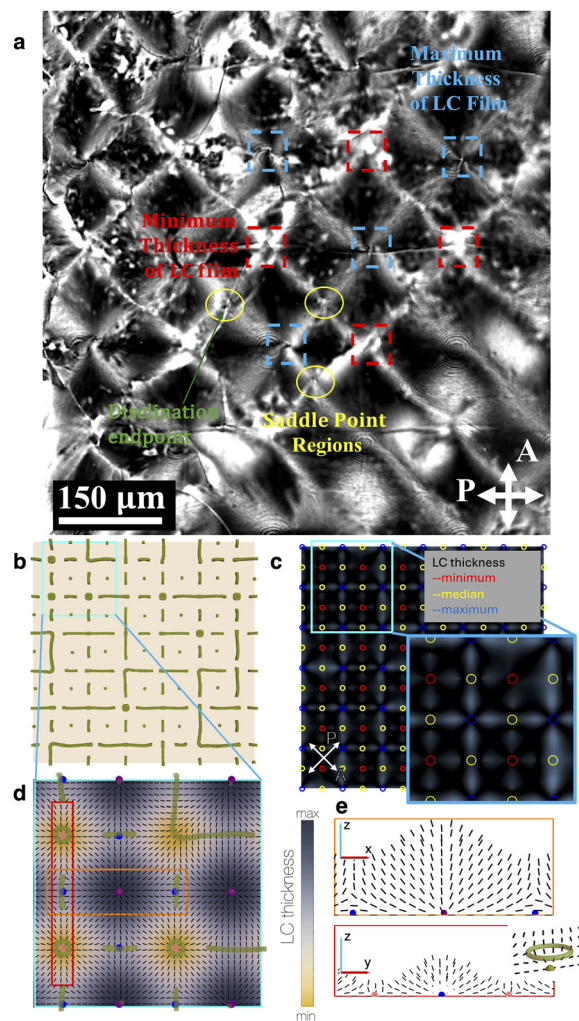 a
Maximum
Thickness
of LC Film
Minimum
Thickness
of LC film
Disclination
endpoint
Saddle Point
Regions
A
P
150 μm
b
c
LC thickness
--minimum
--median
--maximum
P
A
d
max
LC thickness
min
e
z
x
z
y